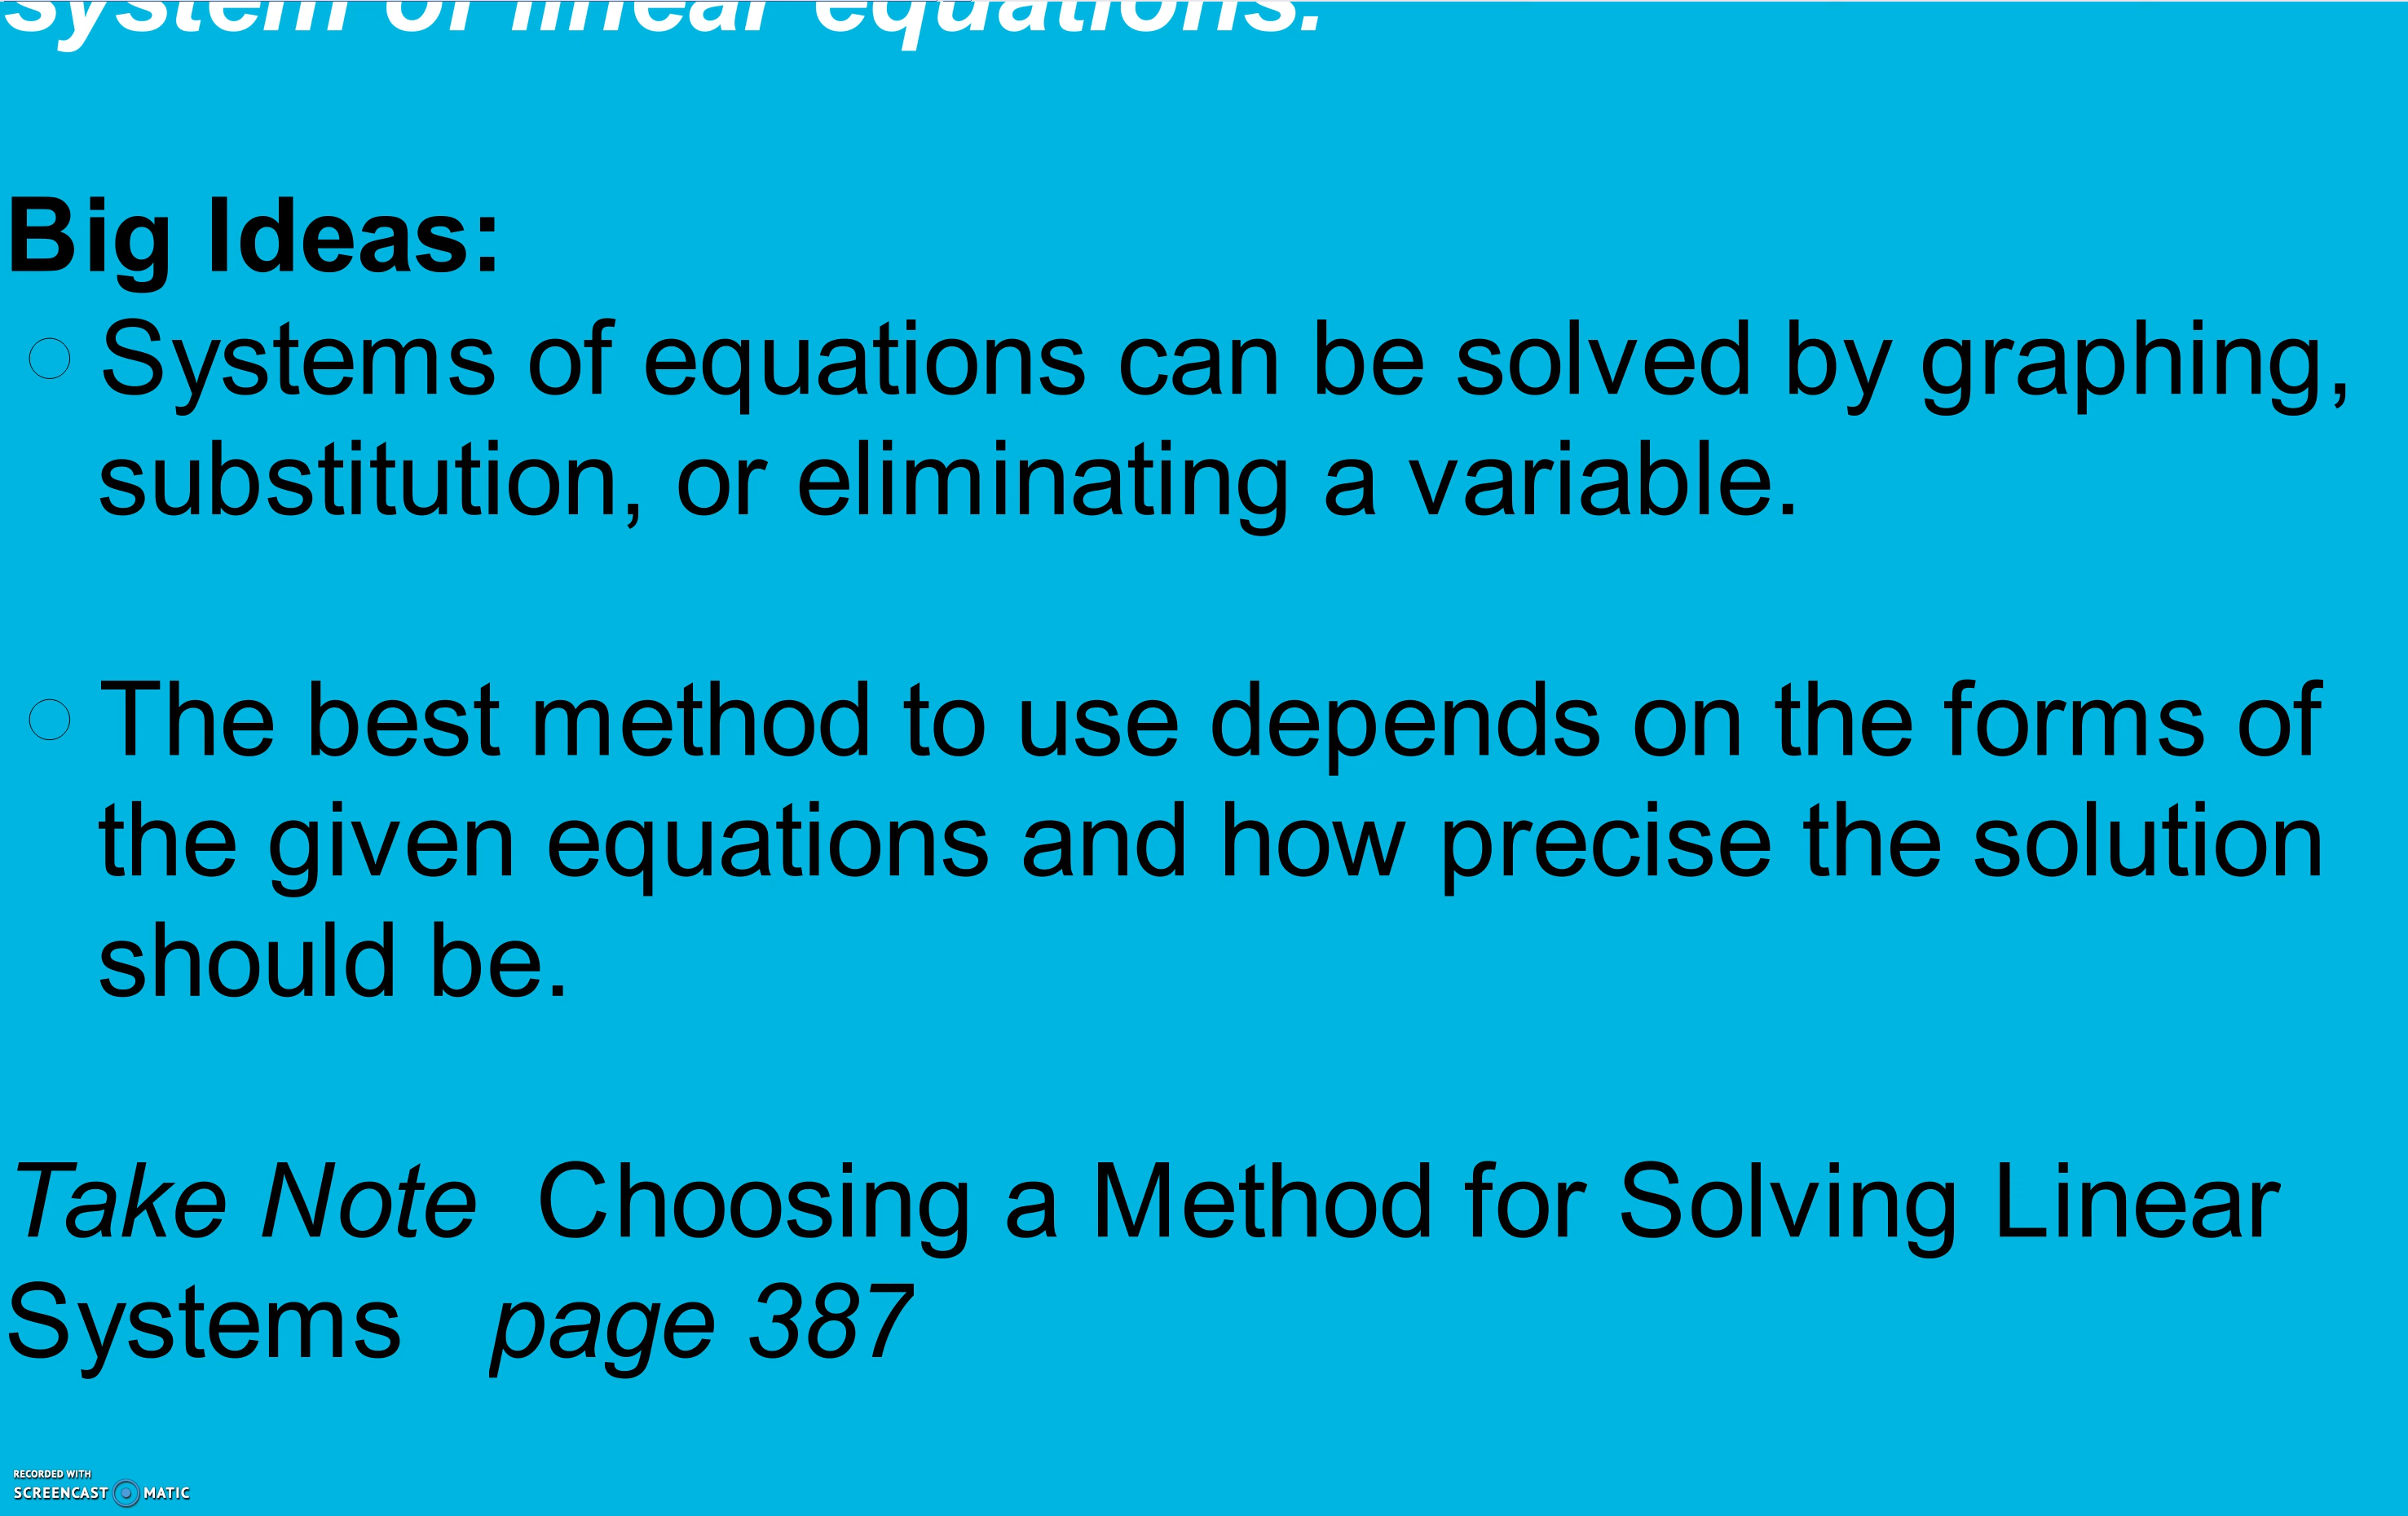 system of linear equations.
Big Ideas:
Systems of equations can be solved by graphing,
substitution, or eliminating a variable.
The best method to use depends on the forms of
the given equations and how precise the solution
should be.
Take Note Choosing a Method for Solving Linear
Systems page 387
RECORDED WITH
SCREENCAST MATIC